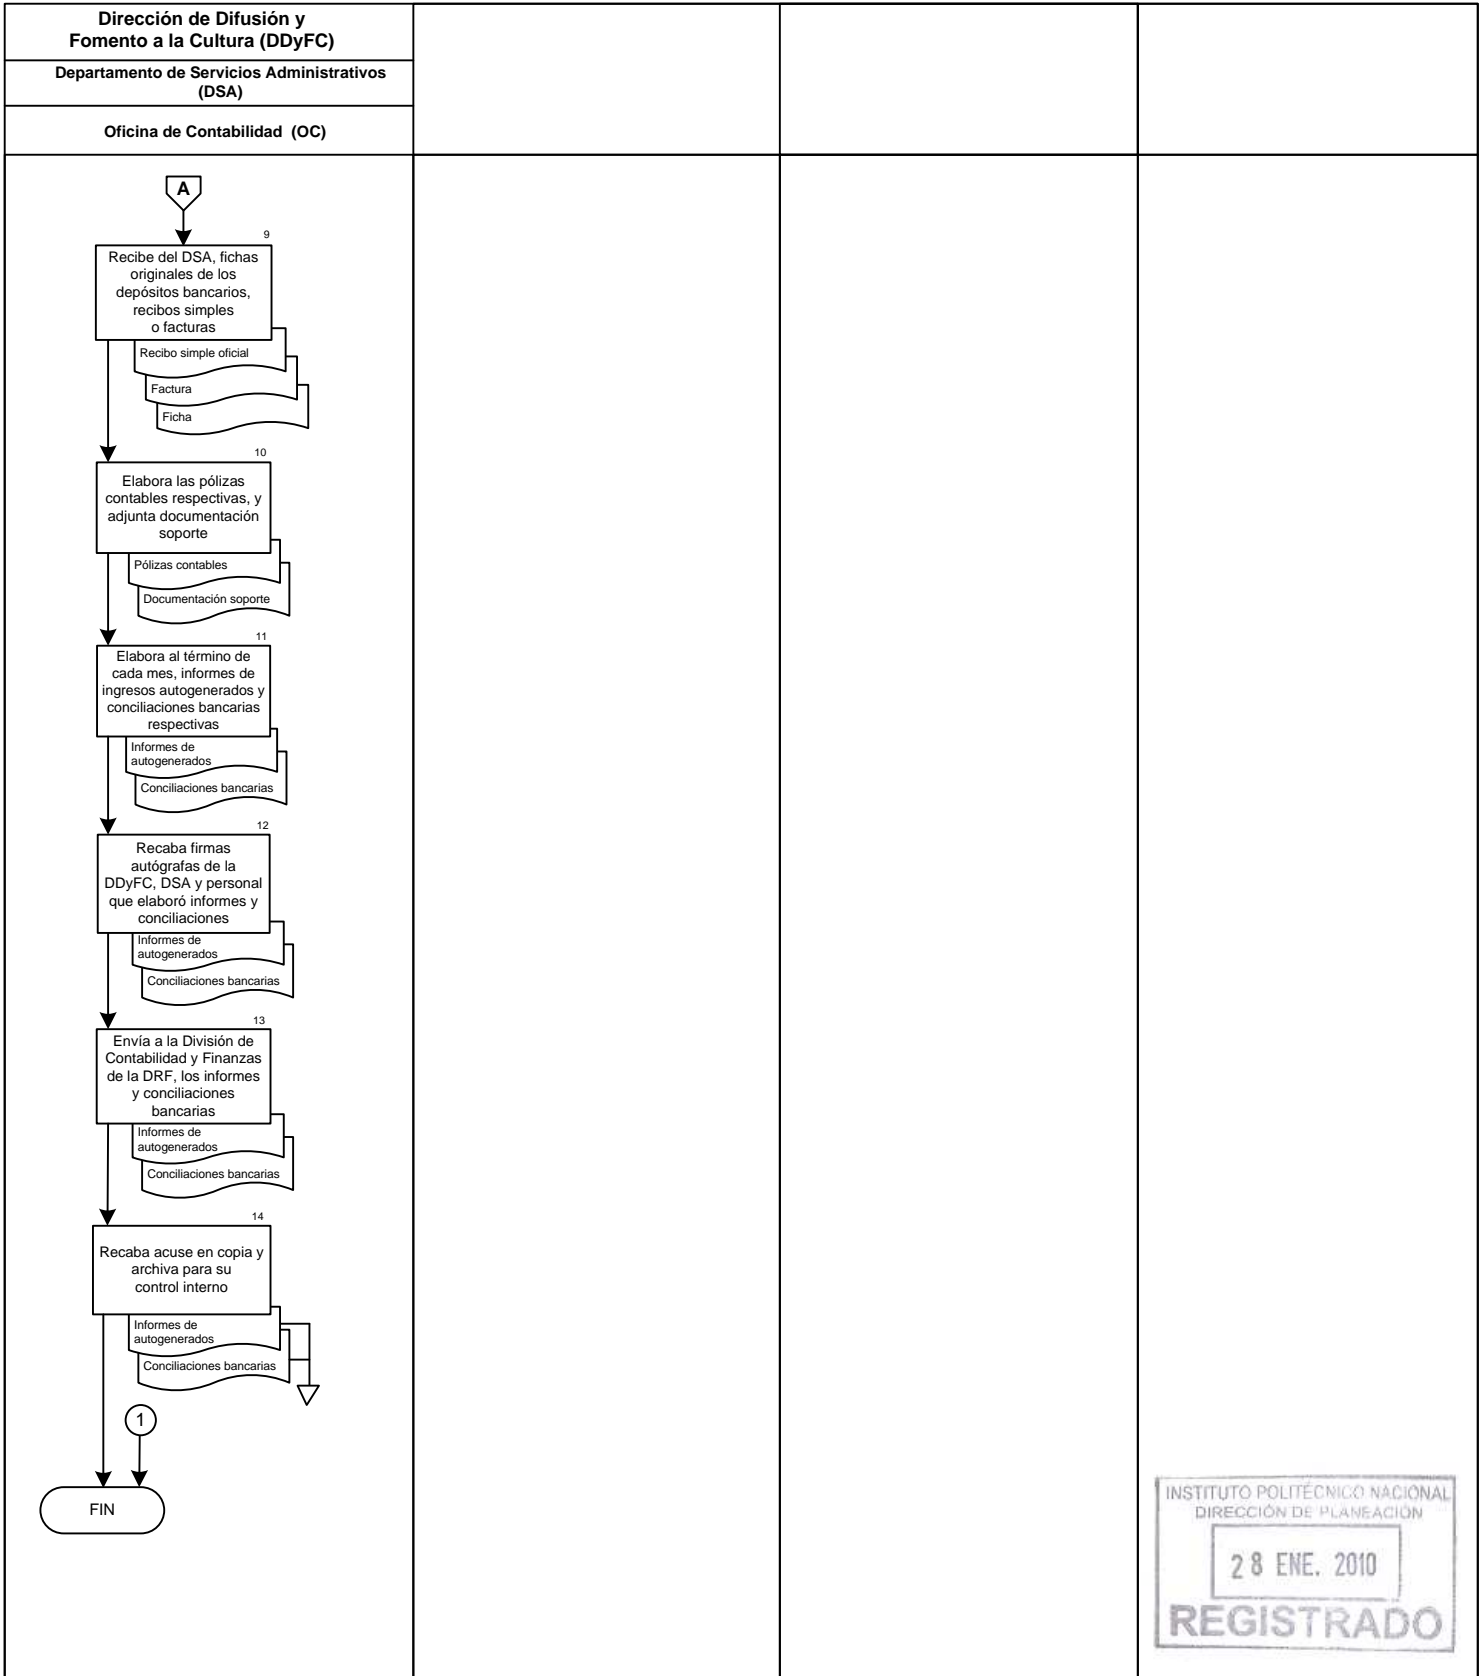 Dirección de Difusión y
Fomento a la Cultura (DDyFC)
Departamento de Servicios Administrativos
(DSA)
Oficina de Contabilidad (OC)
A
9
Recibe del DSA, fichas
originales de los
depósitos bancarios,
recibos simples
o facturas
Recibo simple oficial
Factura
Ficha
10
Elabora las pólizas
contables respectivas, y
adjunta documentación
soporte
Pólizas contables
Documentación soporte
11
Elabora al término de
cada mes, informes de
ingresos autogenerados y
conciliaciones bancarias
respectivas
Informes de
autogenerados
Conciliaciones bancarias
12
Recaba firmas
autógrafas de la
DDyFC, DSA y personal
que elaboró informes y
conciliaciones
Informes de
autogenerados
Conciliaciones bancarias
13
Envía a la División de
Contabilidad y Finanzas
de la DRF, los informes
y conciliaciones
bancarias
Informes de
autogenerados
Conciliaciones bancarias
14
Recaba acuse en copia y
archiva para su
control interno
Informes de
autogenerados
Conciliaciones bancarias
1
FIN
INSTITUTO POLITÉCNICO NACIONAL
DIRECCIÓN DE PLANEACIÓN
28 ENE. 2010
REGISTRADO